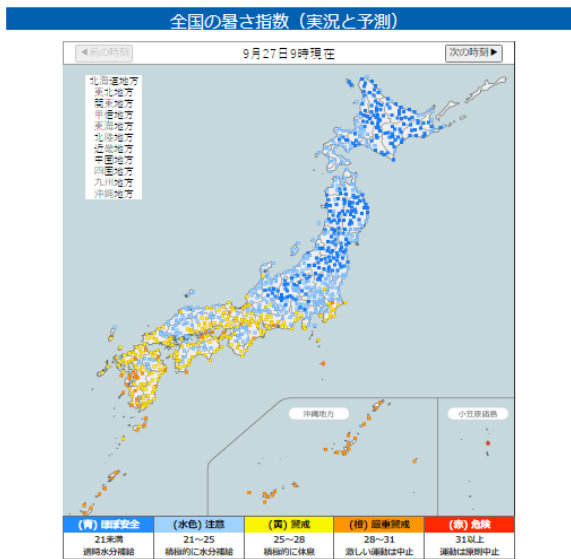 全国の暑さ指数（実況と予測）
◀前の時刻
9月27日9時現在
次の時刻▶
北海道地方
東北地方
関東地方
甲信地方
東海地方
北陸地方
近畿地方
中国地方
四国地方
九州地方
沖縄地方
沖縄地方
小笠原諸島
(青) ほぼ安全
(水色) 注意
(黄) 警戒
(橙) 厳重警戒
(赤) 危険
21未満
21～25
25～28
28～31
31以上
適時水分補給
積極的に水分補給
積極的に休息
激しい運動は中止
運動は原則中止